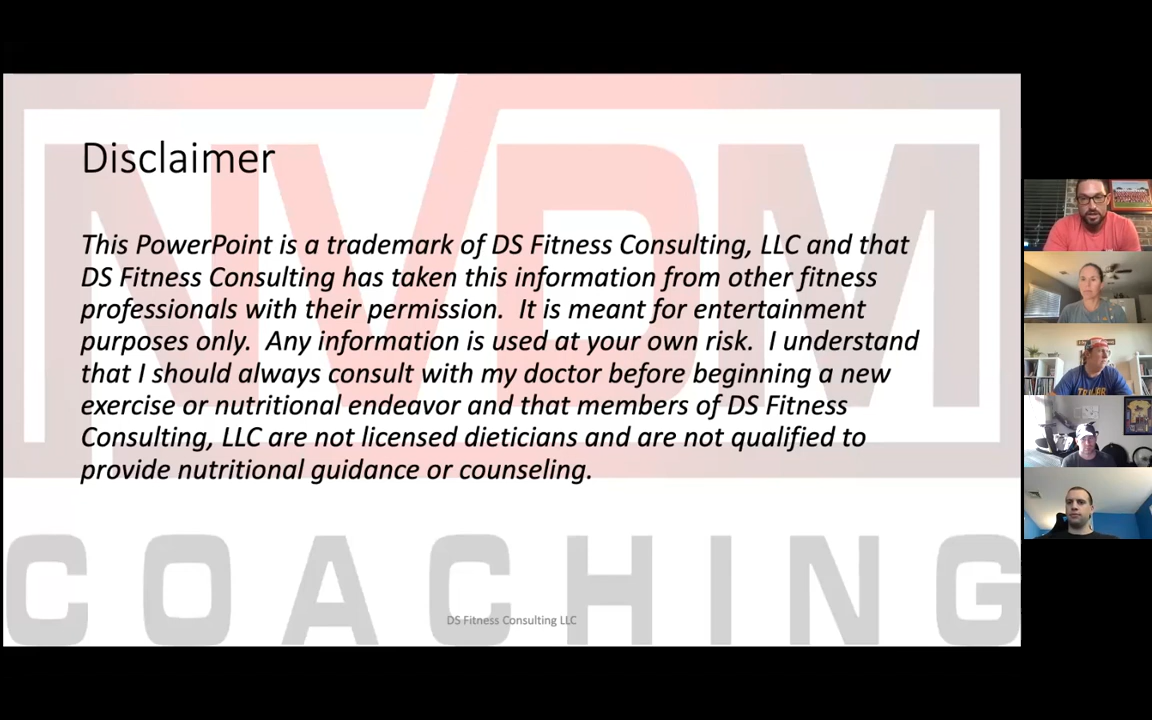 NVDM
Disclaimer
This PowerPoint is a trademark of DS Fitness Consulting, LLC and that
DS Fitness Consulting has taken this information from other fitness
professionals with their permission.  It is meant for entertainment
purposes only.  Any information is used at your own risk.  I understand
that I should always consult with my doctor before beginning a new
exercise or nutritional endeavor and that members of DS Fitness
Consulting, LLC are not licensed dieticians and are not qualified to
provide nutritional guidance or counseling.
COACHING
DS Fitness Consulting LLC